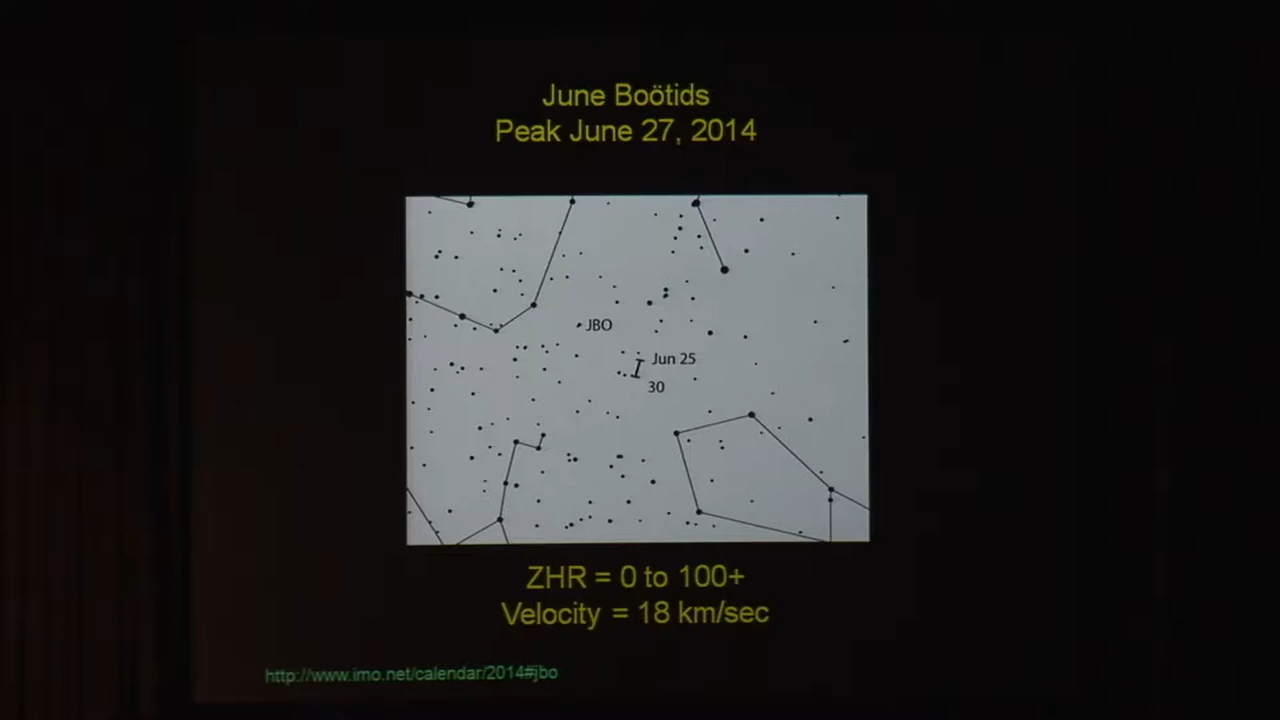 June Boötids
Peak June 27, 2014
JBO
Jun 25
30
ZHR = 0 to 100+
Velocity = 18 km/sec
http://www.imo.net/calendar/2014#jbo